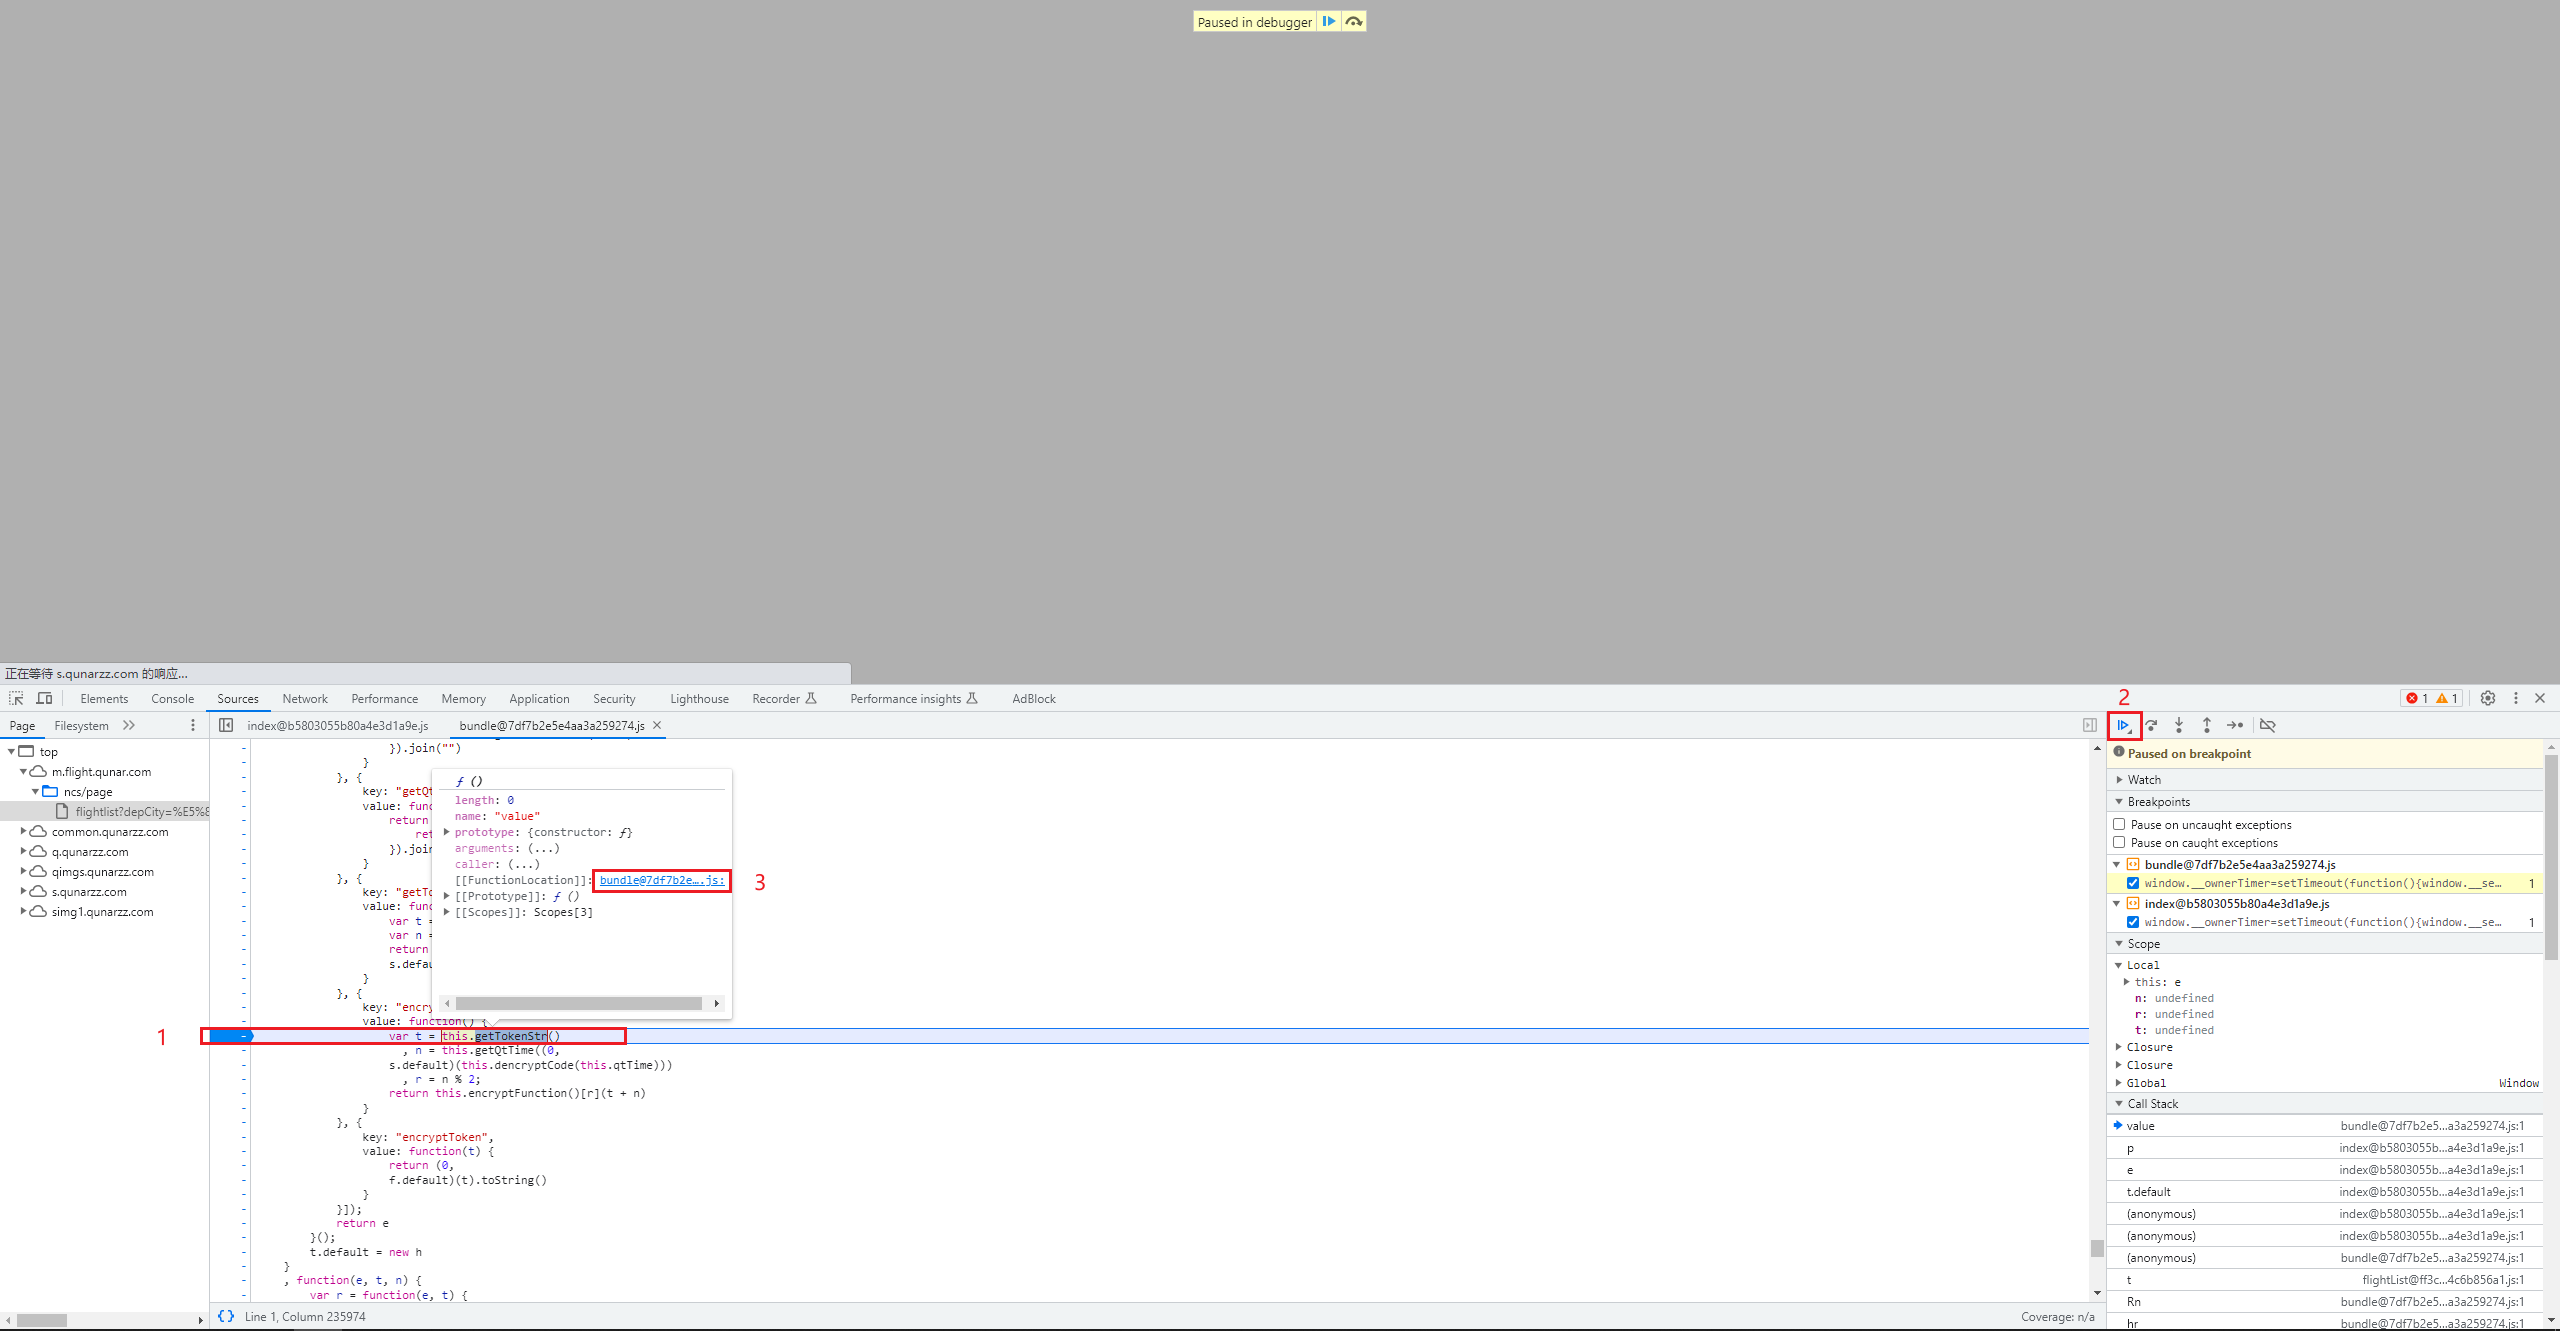 Paused in debugger
正在等待 s.qunarzz.com 的响应...
Elements Console Sources Network Performance Memory Application Security Lighthouse Recorder Performance insights AdBlock 1 1
2
Page Filesystem
index@b5803055b80a4e3d1a9e.js bundle@7df7b2e5e4aa3a259274.js
top
m.flight.qunar.com
ncs/page
flightlist?depCity=%E5%8
common.qunarzz.com
q.qunarzz.com
qimgs.qunarzz.com
s.qunarzz.com
simg1.qunarzz.com
}).join("")
}
}, {
key: "getQt
value: func
return
ret
}).join
}
}, {
key: "getTo
value: func
var t =
var n =
return
s.defau
}
}, {
key: "encry
value: function() {
1
var t = this.getTokenStr()
, n = this.getQtTime((0,
s.default)(this.dencryptCode(this.qtTime)))
, r = n % 2;
return this.encryptFunction()[r](t + n)
}
}, {
key: "encryptToken",
value: function(t) {
return (0,
f.default)(t).toString()
}
}]);
return e
}();
t.default = new h
}
, function(e, t, n) {
var r = function(e, t) {
ƒ ()
length: 0
name: "value"
prototype: {constructor: ƒ}
arguments: (...)
caller: (...)
[[FunctionLocation]]: bundle@7df7b2e….js:
3
[[Prototype]]: ƒ ()
[[Scopes]]: Scopes[3]
{} Line 1, Column 235974
Coverage: n/a
Paused on breakpoint
Watch
Breakpoints
Pause on uncaught exceptions
Pause on caught exceptions
bundle@7df7b2e5e4aa3a259274.js
window.__ownerTimer=setTimeout(function(){window.__se… 1
index@b5803055b80a4e3d1a9e.js
window.__ownerTimer=setTimeout(function(){window.__se… 1
Scope
Local
this: e
n: undefined
r: undefined
t: undefined
Closure
Closure
Global Window
Call Stack
value bundle@7df7b2e5…a3a259274.js:1
p index@b5803055b…a4e3d1a9e.js:1
e index@b5803055b…a4e3d1a9e.js:1
t.default index@b5803055b…a4e3d1a9e.js:1
(anonymous) index@b5803055b…a4e3d1a9e.js:1
(anonymous) index@b5803055b…a4e3d1a9e.js:1
(anonymous) bundle@7df7b2e5…a3a259274.js:1
t flightList@ff3c…4c6b856a1.js:1
Rn bundle@7df7b2e5…a3a259274.js:1
hr bundle@7df7b2e5…a3a259274.js:1